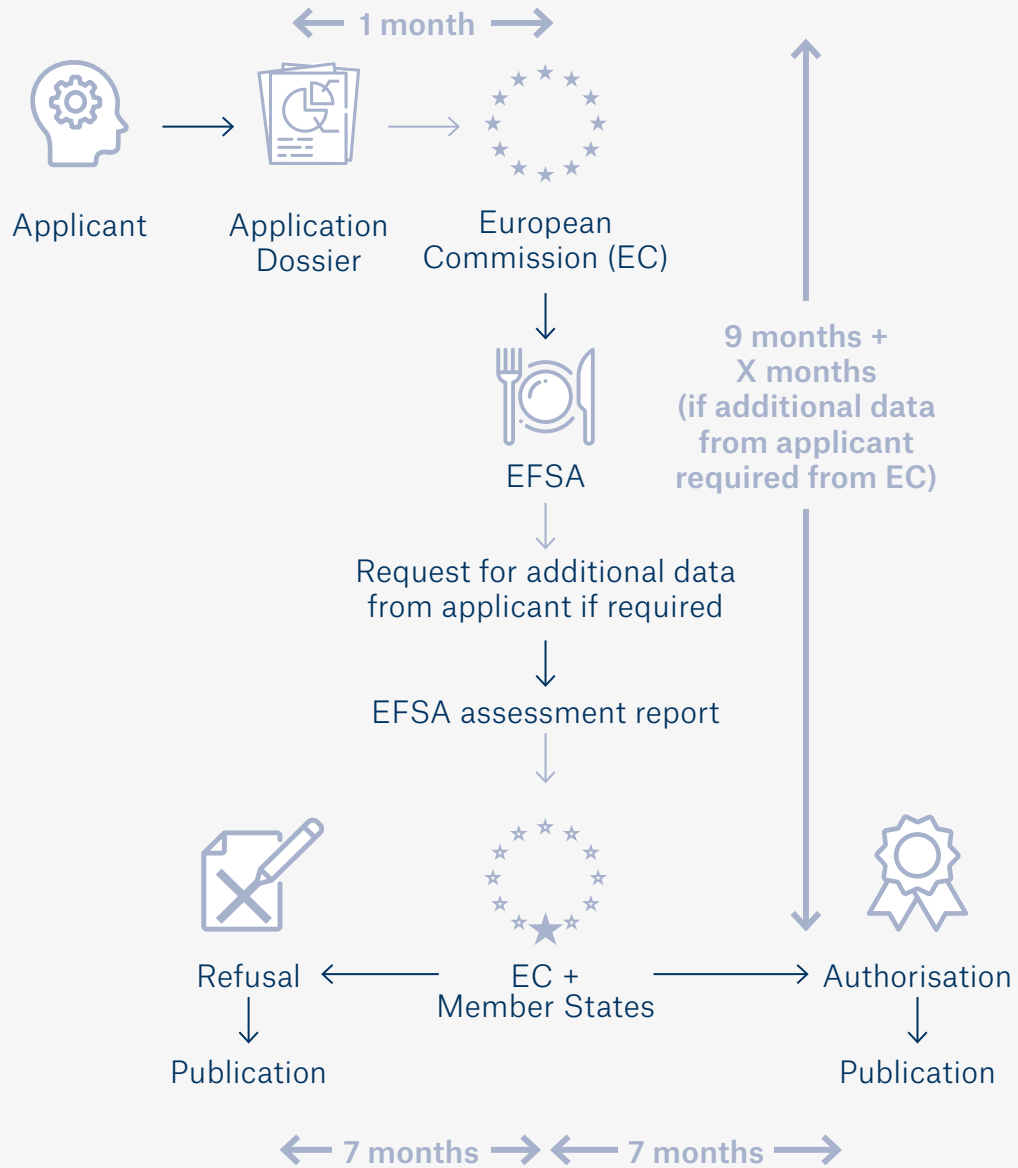 1 month
Applicant
Application
Dossier
European
Commission (EC)
9 months +
X months
(if additional data
from applicant
required from EC)
EFSA
Request for additional data
from applicant if required
EFSA assessment report
Refusal
EC +
Member States
Authorisation
Publication
Publication
7 months
7 months